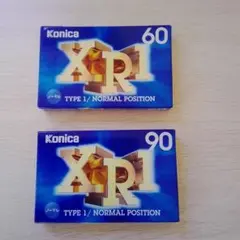 Konica
60
XR1
TYPE 1/NORMAL POSITION
Konica
90
XR1
TYPE 1/NORMAL POSITION